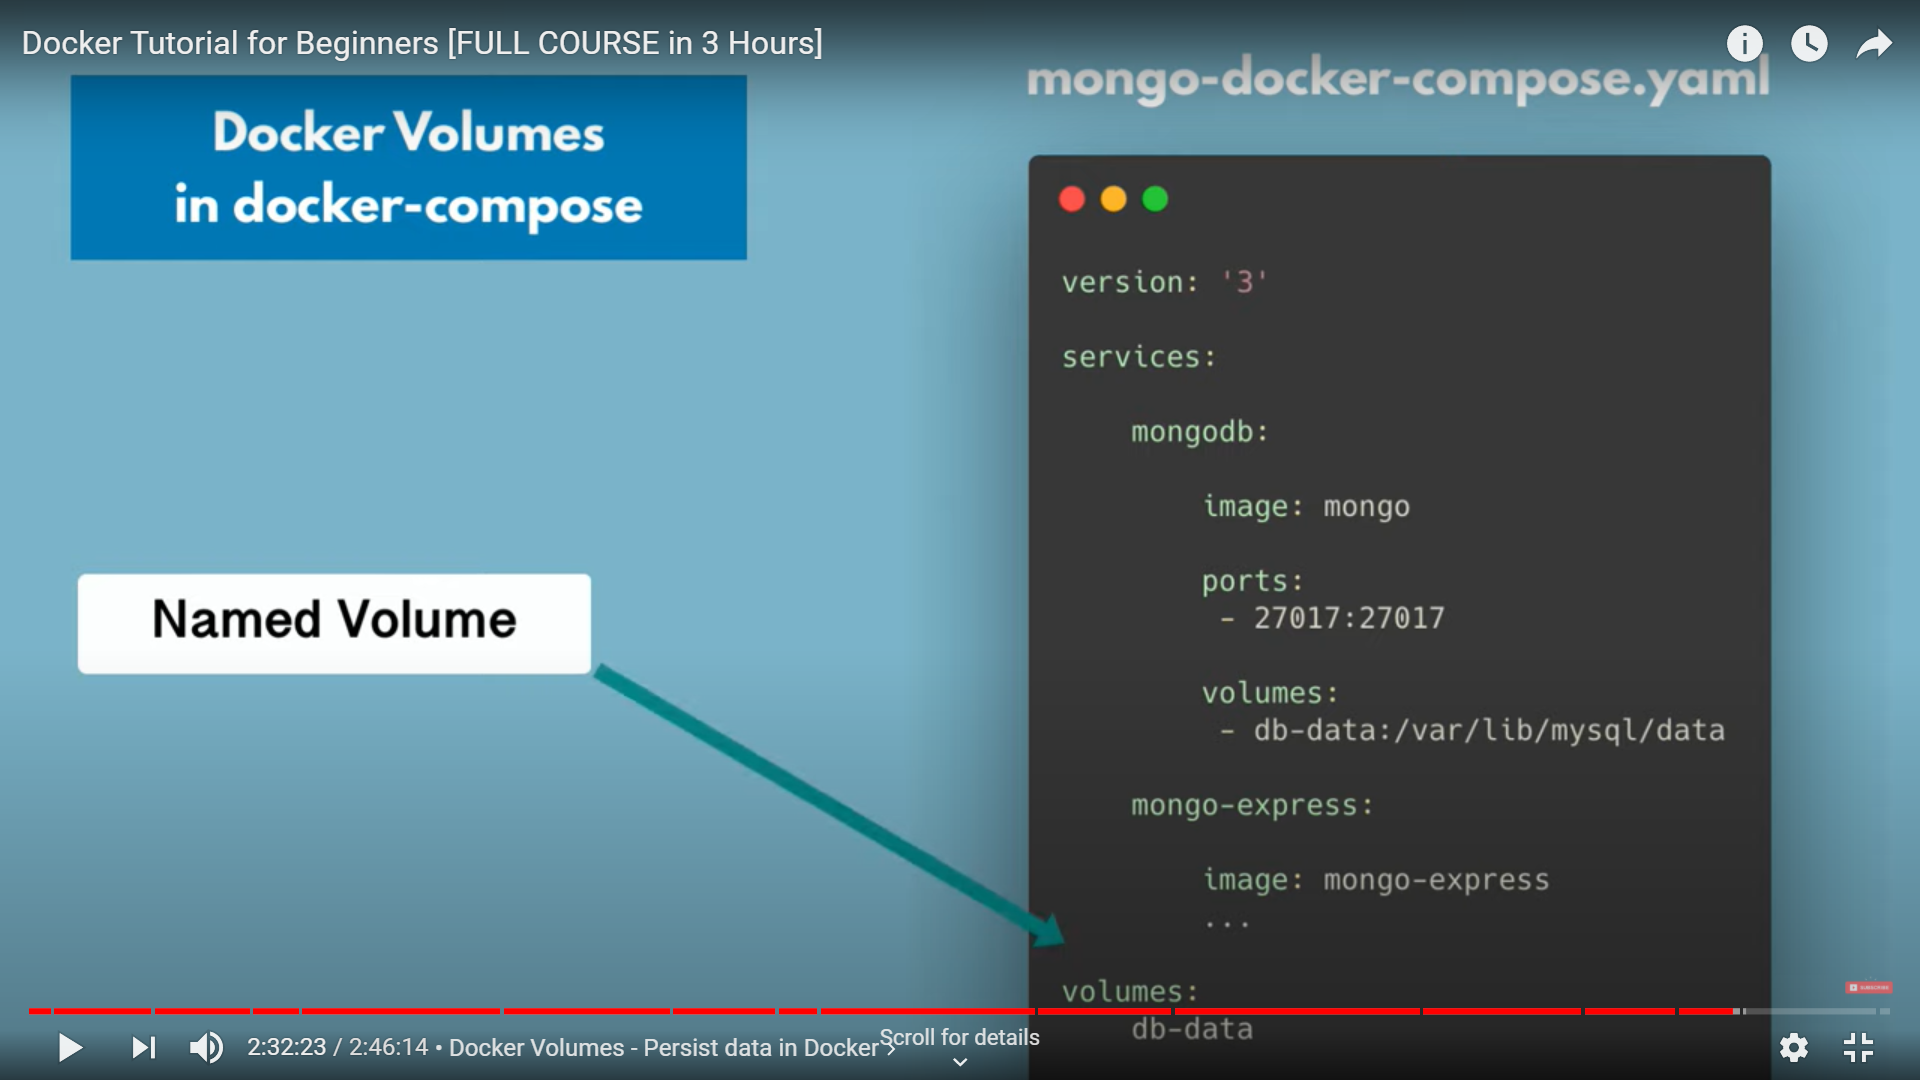 Docker Tutorial for Beginners [FULL COURSE in 3 Hours]
Docker Volumes
in docker-compose
mongo-docker-compose.yaml
version: '3'
services:
mongodb:
image: mongo
ports:
- 27017:27017
volumes:
- db-data:/var/lib/mysql/data
mongo-express:
image: mongo-express
...
volumes:
db-data
Named Volume
SUBSCRIBE
2:32:23 / 2:46:14 • Docker Volumes - Persist data in Docker
Scroll for details